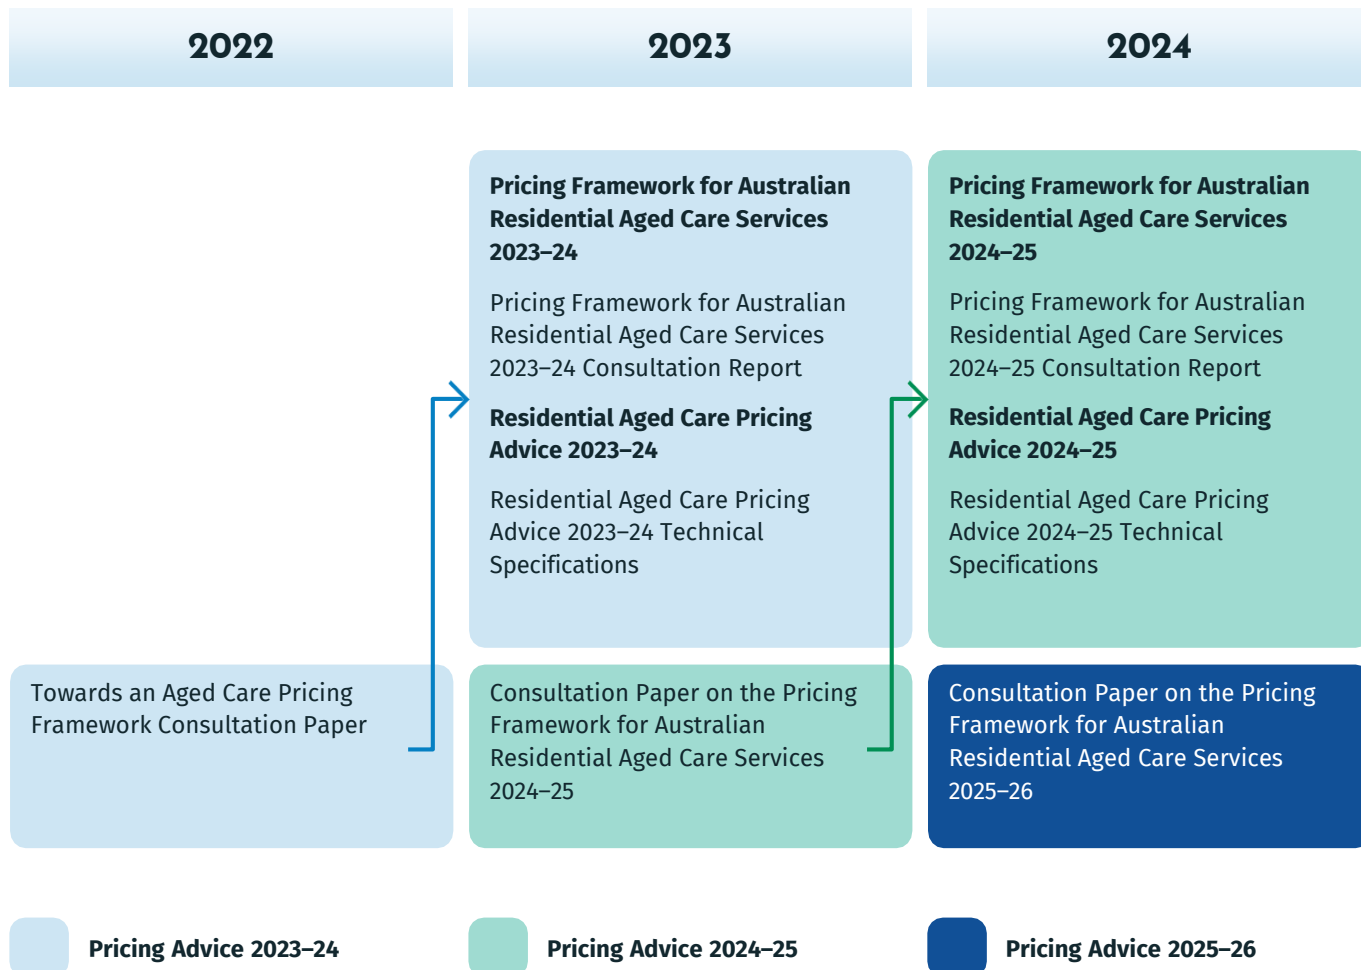 2022
2023
2024
Pricing Framework for Australian
Residential Aged Care Services
2023–24
Pricing Framework for Australian
Residential Aged Care Services
2023–24 Consultation Report
Residential Aged Care Pricing
Advice 2023–24
Residential Aged Care Pricing
Advice 2023–24 Technical
Specifications
Pricing Framework for Australian
Residential Aged Care Services
2024–25
Pricing Framework for Australian
Residential Aged Care Services
2024–25 Consultation Report
Residential Aged Care Pricing
Advice 2024–25
Residential Aged Care Pricing
Advice 2024–25 Technical
Specifications
Towards an Aged Care Pricing
Framework Consultation Paper
Consultation Paper on the Pricing
Framework for Australian
Residential Aged Care Services
2024–25
Consultation Paper on the Pricing
Framework for Australian
Residential Aged Care Services
2025–26
Pricing Advice 2023–24
Pricing Advice 2024–25
Pricing Advice 2025–26